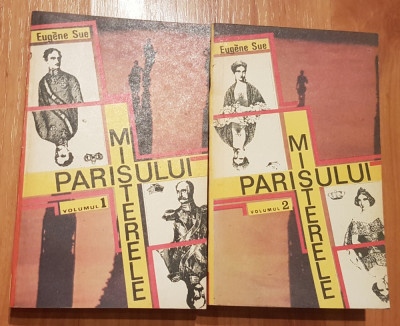 Eugène Sue
MISTERELE
PARISULUI
VOLUMUL 1
Eugène Sue
MISTERELE
PARISULUI
VOLUMUL 2